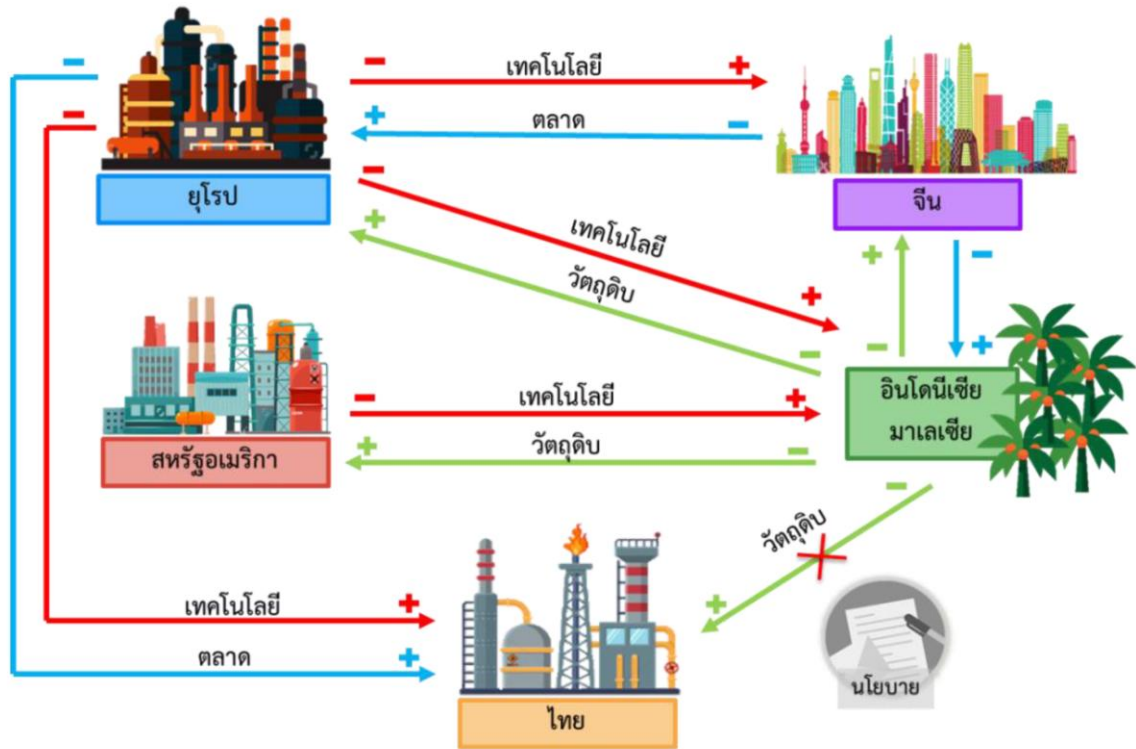 เทคโนโลยี
ตลาด
ยุโรป
จีน
เทคโนโลยี
วัตถุดิบ
อินโดนีเซีย
มาเลเซีย
เทคโนโลยี
วัตถุดิบ
สหรัฐอเมริกา
วัตถุดิบ
เทคโนโลยี
ตลาด
นโยบาย
ไทย